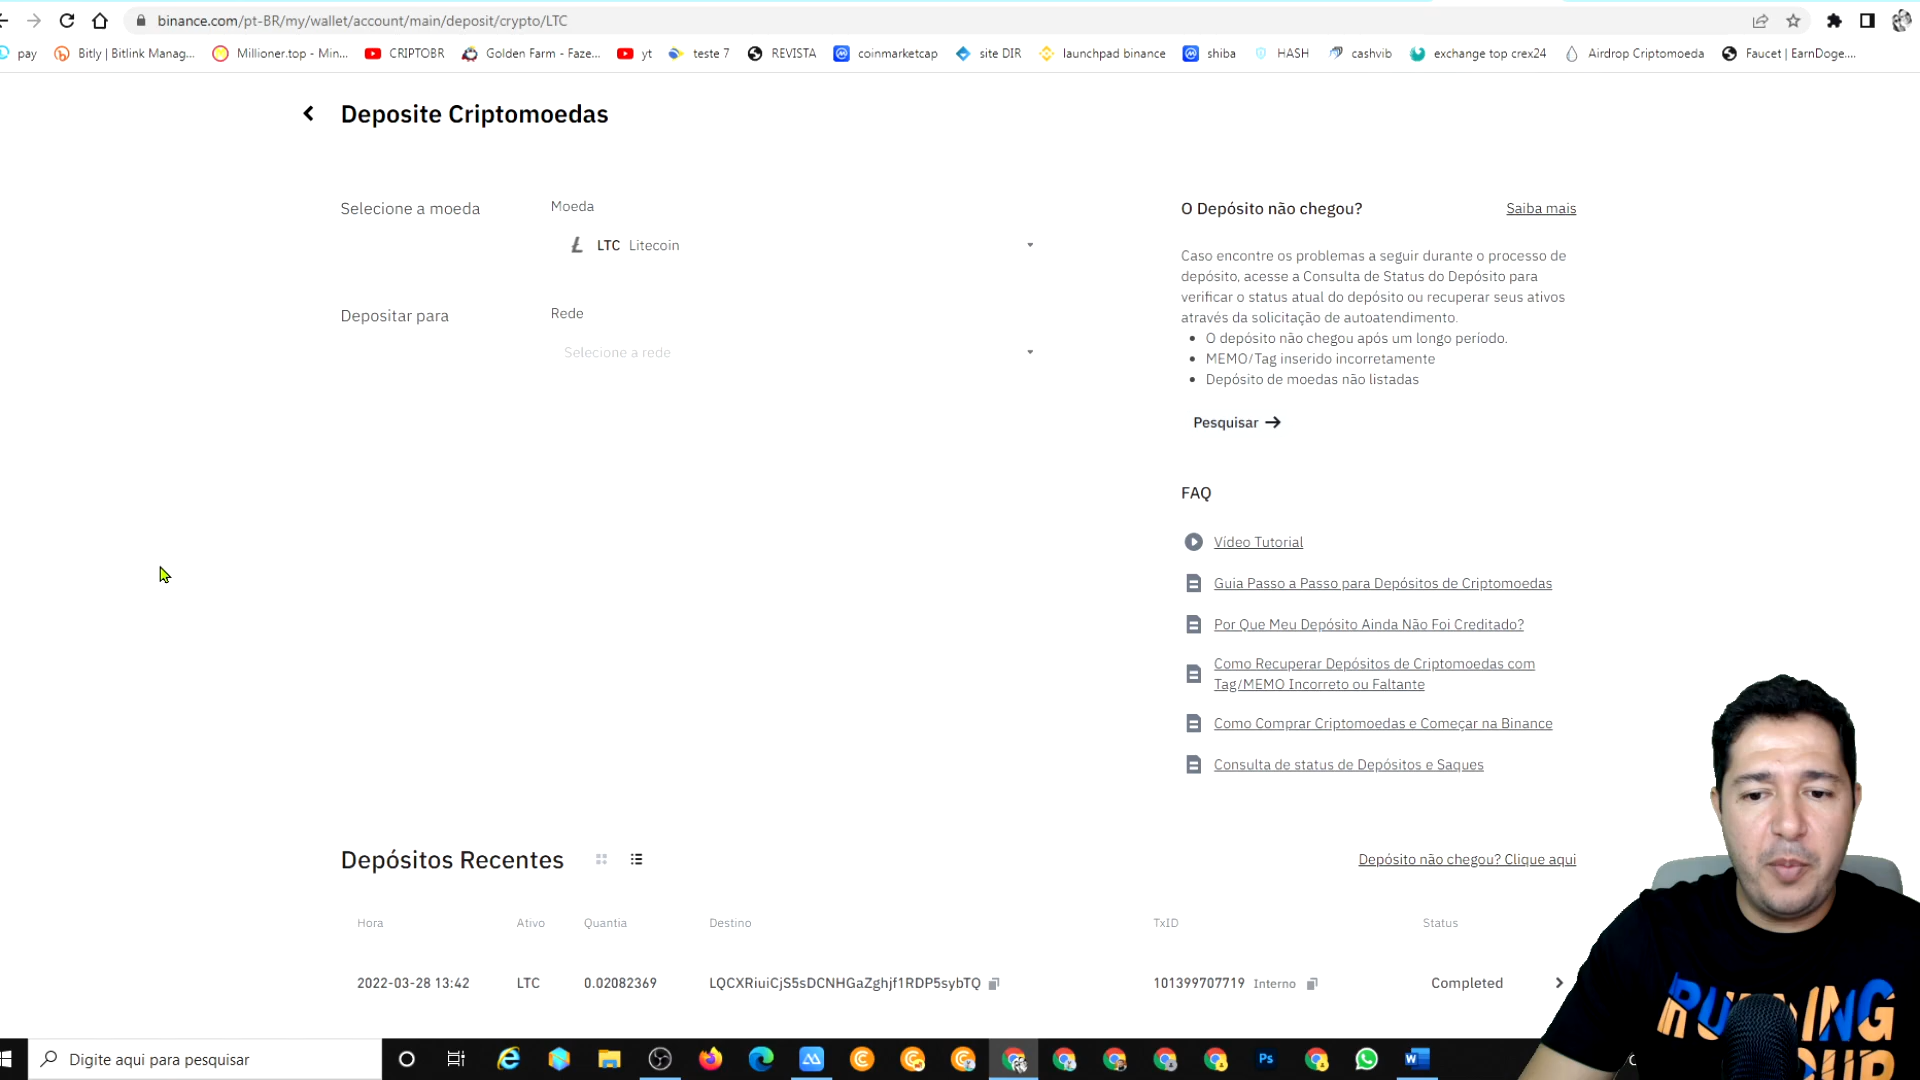 binance.com/pt-BR/my/wallet/account/main/deposit/crypto/LTC
pay
Bitly | Bitlink Manag...
Millioner.top - Min...
CRIPTOBR
Golden Farm - Faze...
yt
teste 7
REVISTA
coinmarketcap
site DIR
launchpad binance
shiba
HASH
cashvib
exchange top crex24
Airdrop Criptomoeda
Faucet | EarnDoge....
Deposite Criptomoedas
Selecione a moeda
Moeda
LTC Litecoin
Depositar para
Rede
Selecione a rede
O Depósito não chegou?
Saiba mais
Caso encontre os problemas a seguir durante o processo de
depósito, acesse a Consulta de Status do Depósito para
verificar o status atual do depósito ou recuperar seus ativos
através da solicitação de autoatendimento.
O depósito não chegou após um longo período.
MEMO/Tag inserido incorretamente
Depósito de moedas não listadas
Pesquisar
FAQ
Vídeo Tutorial
Guia Passo a Passo para Depósitos de Criptomoedas
Por Que Meu Depósito Ainda Não Foi Creditado?
Como Recuperar Depósitos de Criptomoedas com
Tag/MEMO Incorreto ou Faltante
Como Comprar Criptomoedas e Começar na Binance
Consulta de status de Depósitos e Saques
Depósitos Recentes
Depósito não chegou? Clique aqui
Hora
Ativo
Quantia
Destino
TxID
Status
2022-03-28 13:42
LTC
0.02082369
LQCXRiuiCjS5sDCNHGaZghjf1RDP5sybTQ
101399707719 Interno
Completed
Digite aqui para pesquisar
Ps